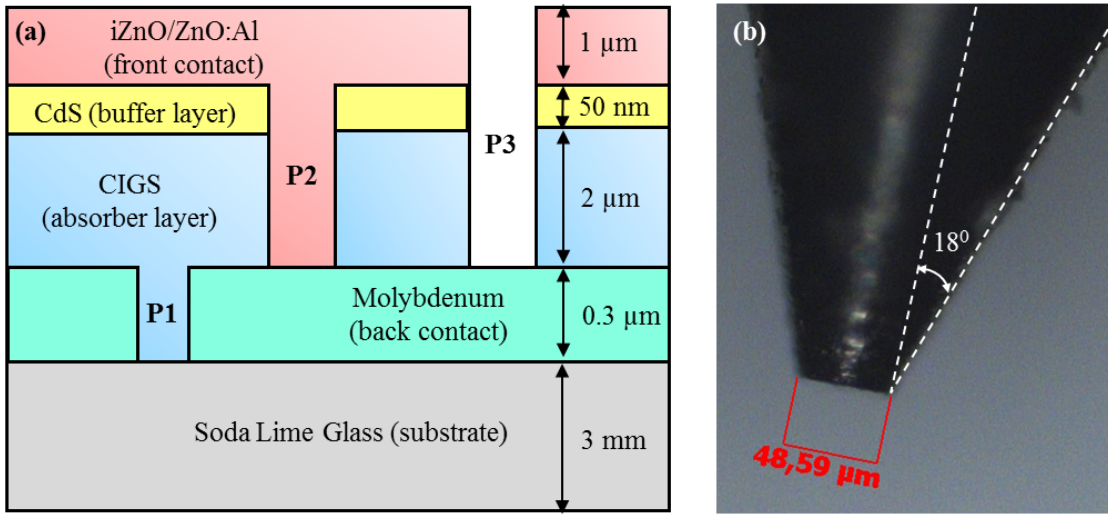 (a)
iZnO/ZnO:Al
(front contact)
1 µm
CdS (buffer layer)
50 nm
P2
P3
CIGS
(absorber layer)
2 µm
P1
Molybdenum
(back contact)
0.3 µm
Soda Lime Glass (substrate)
3 mm
(b)
18⁰
48,59 µm